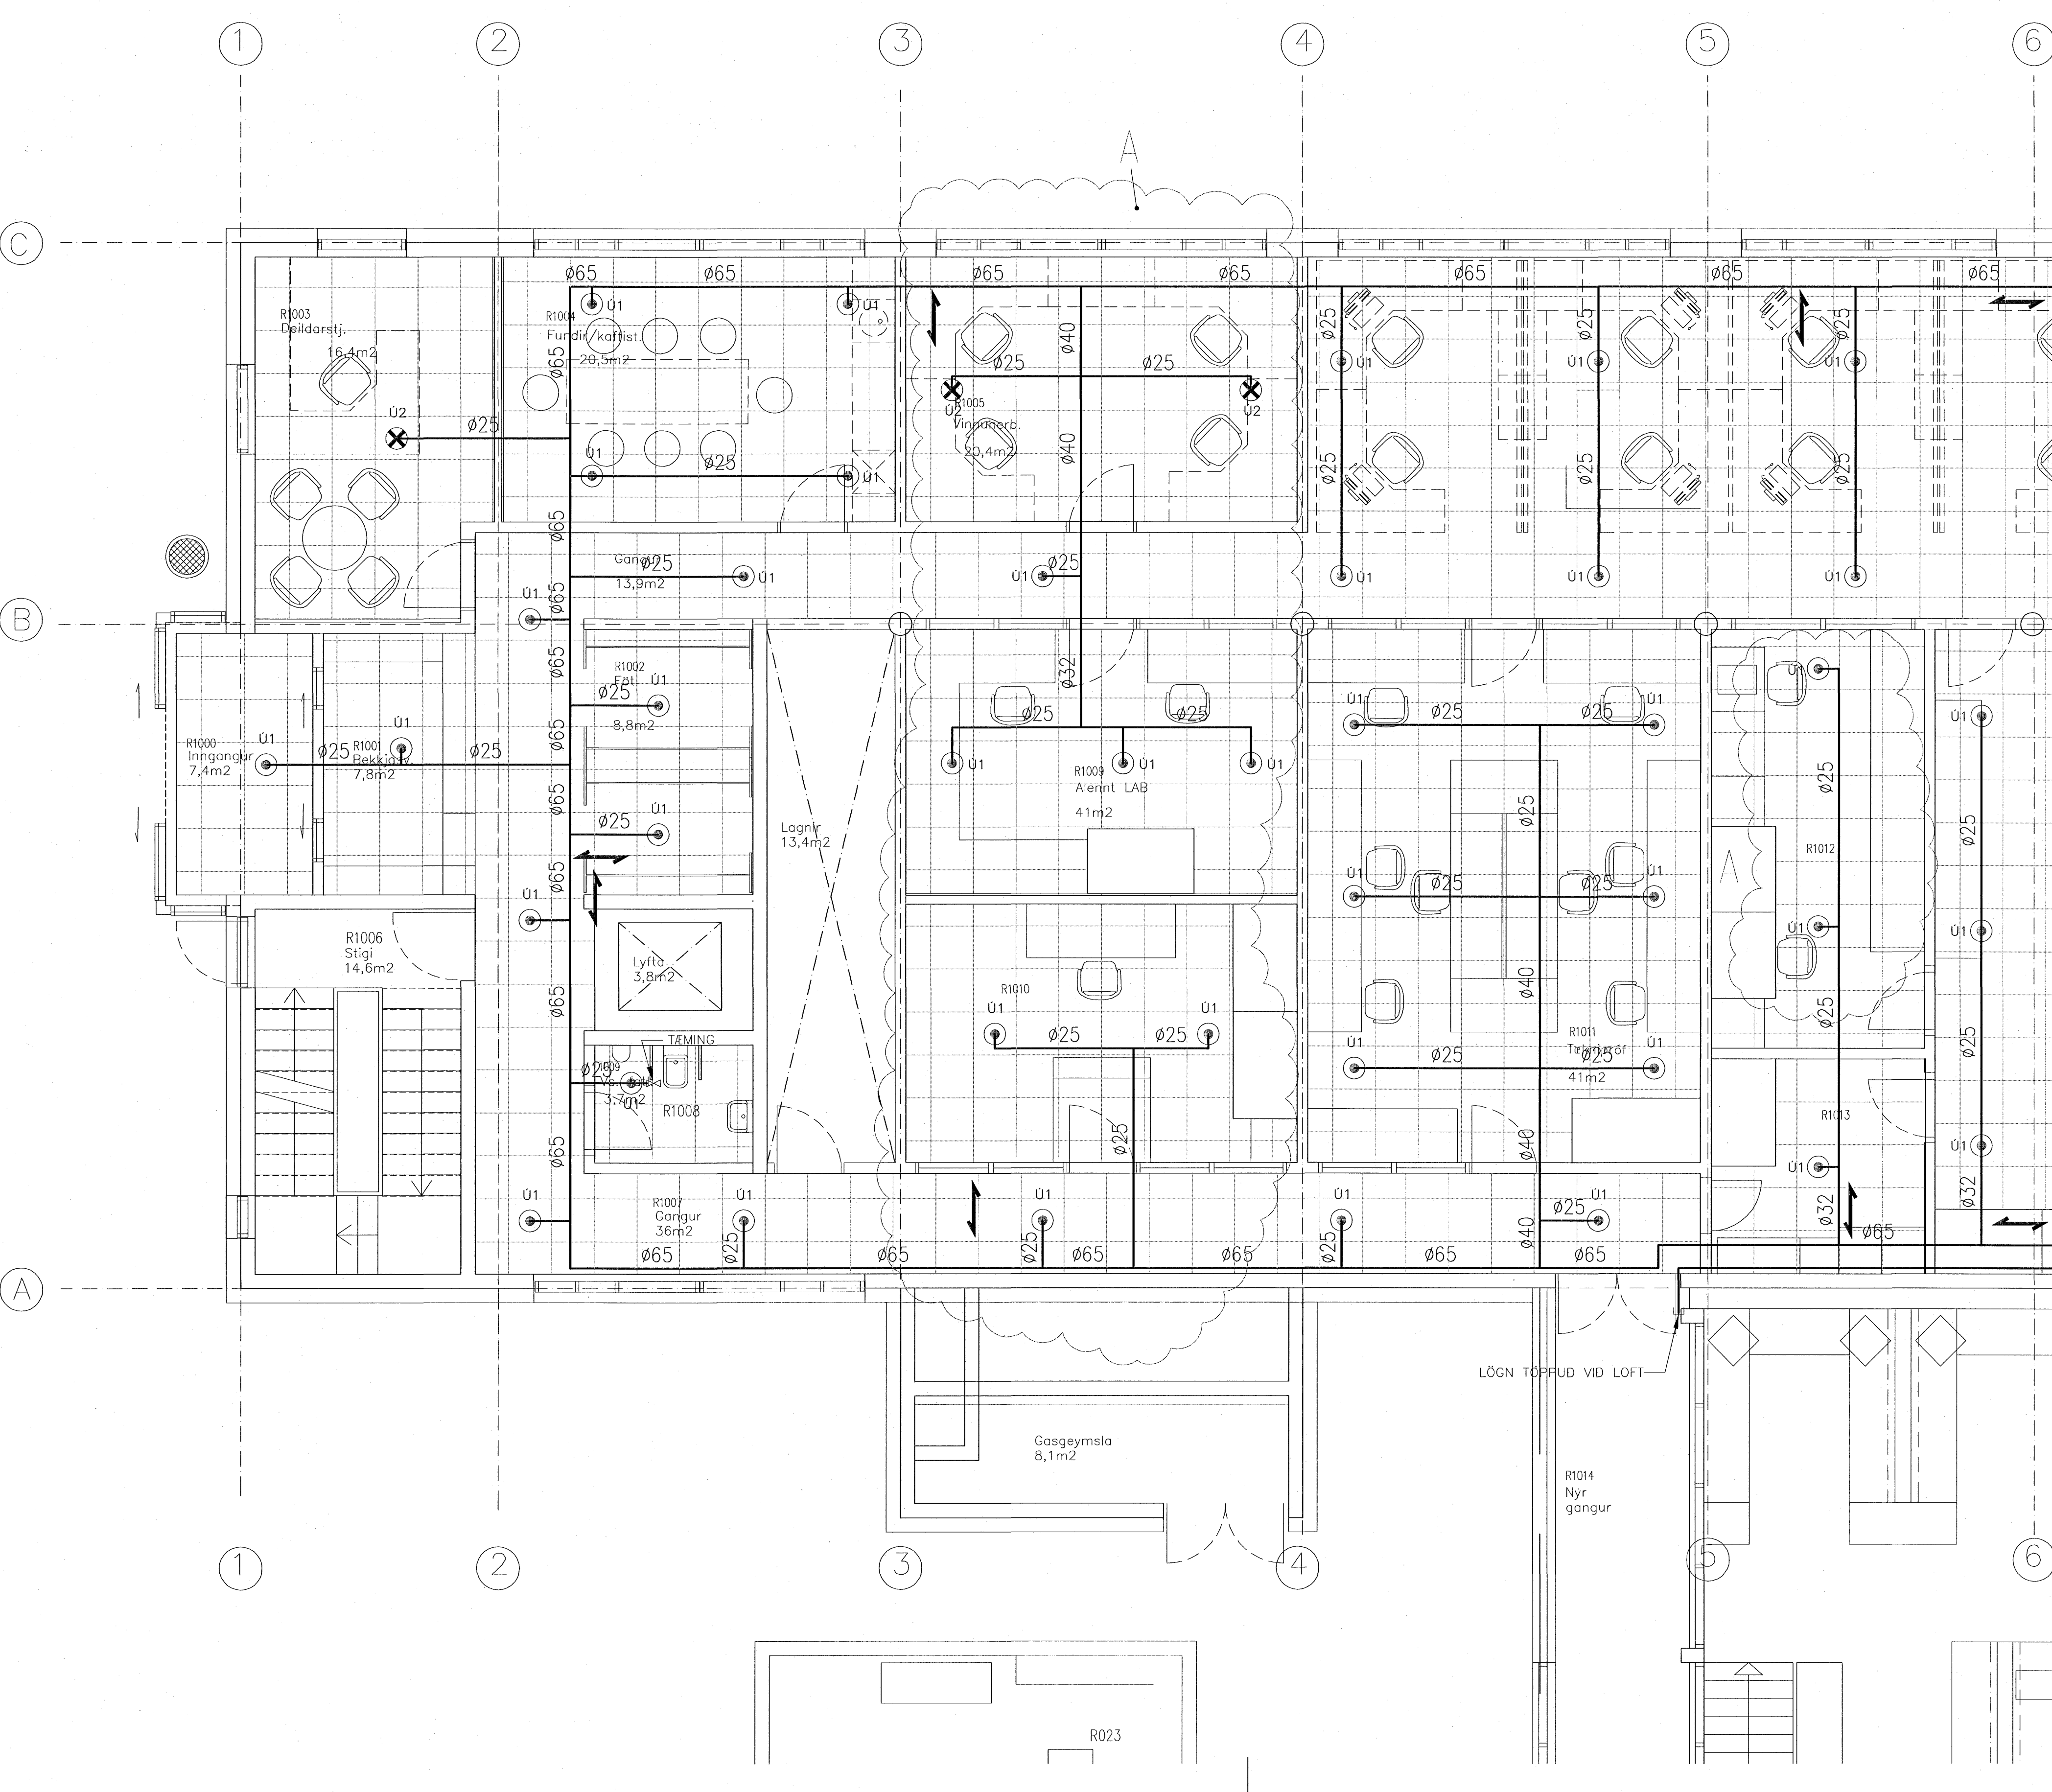 1
2
3
4
5
6
A
C
ø65
ø65
ø65
ø65
ø65
ø65
ø65
R1003
Deildarstj.
16,4m2
R1004
Fundir/kaffist.
20,5m2
Ú1
Ú1
ø65
ø40
ø25
ø25
ø25
ø25
ø25
ø25
Ú1
Ú1
Ú1
Ú2
Ú2
R1005
Vinnuherb.
20,4m2
Ú2
ø25
Ú1
ø25
Ú1
ø40
ø25
ø25
ø25
ø65
Gangur
ø25
13,9m2
Ú1
Ú1
ø25
Ú1
Ú1
Ú1
B
Ú1
ø65
ø65
R1002
Föt.
8,8m2
ø25
Ú1
ø32
ø25
ø25
Ú1
Ú1
Ú1
R1009
Alennt LAB
41m2
Ú1
ø25
ø25
Ú1
Ú1
Ú1
R1000
Inngangur
7,4m2
Ú1
ø25
R1001
7,8m2
Ú1
ø25
ø65
ø65
ø25
Ú1
Lagnir
13,4m2
ø25
ø25
ø25
R1012
A
Ú1
ø25
ø25
Ú1
Ú1
Ú1
ø65
Ú1
R1006
Stigi
14,6m2
Lyfta
3,8m2
ø65
R1010
Ú1
ø25
ø25
Ú1
ø40
ø25
ø25
TÆMING
ø25
3,7m2
Ú1
R1008
Ú1
ø25
R1011
ø25
41m2
Ú1
R1013
Ú1
Ú1
ø65
ø25
ø40
ø32
ø32
Ú1
R1007
Gangur
36m2
Ú1
Ú1
Ú1
ø25
Ú1
ø25
ø25
ø25
ø40
ø65
ø65
ø65
ø65
ø65
ø65
ø65
ø65
A
LÖGN TÖPPUD VID LOFT
Gasgeymsla
8,1m2
R1014
Nýr
gangur
1
2
3
4
5
6
R023